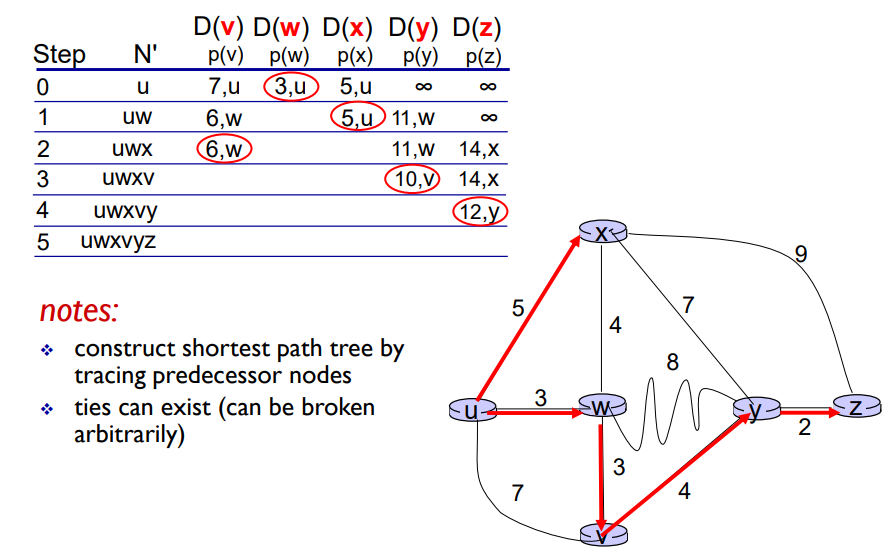 D(v) D(w) D(x) D(y) D(z)
Step N' p(v) p(w) p(x) p(y) p(z)
0 u 7,u 3,u 5,u ∞ ∞
1 uw 6,w 5,u 11,w ∞
2 uwx 6,w 11,w 14,x
3 uwxv 10,v 14,x
4 uwxvy 12,y
5 uwxvyz
notes:
❖ construct shortest path tree by
tracing predecessor nodes
❖ ties can exist (can be broken
arbitrarily)
x
9
5
4
7
8
u
3
w
y
z
2
3
7
4
v